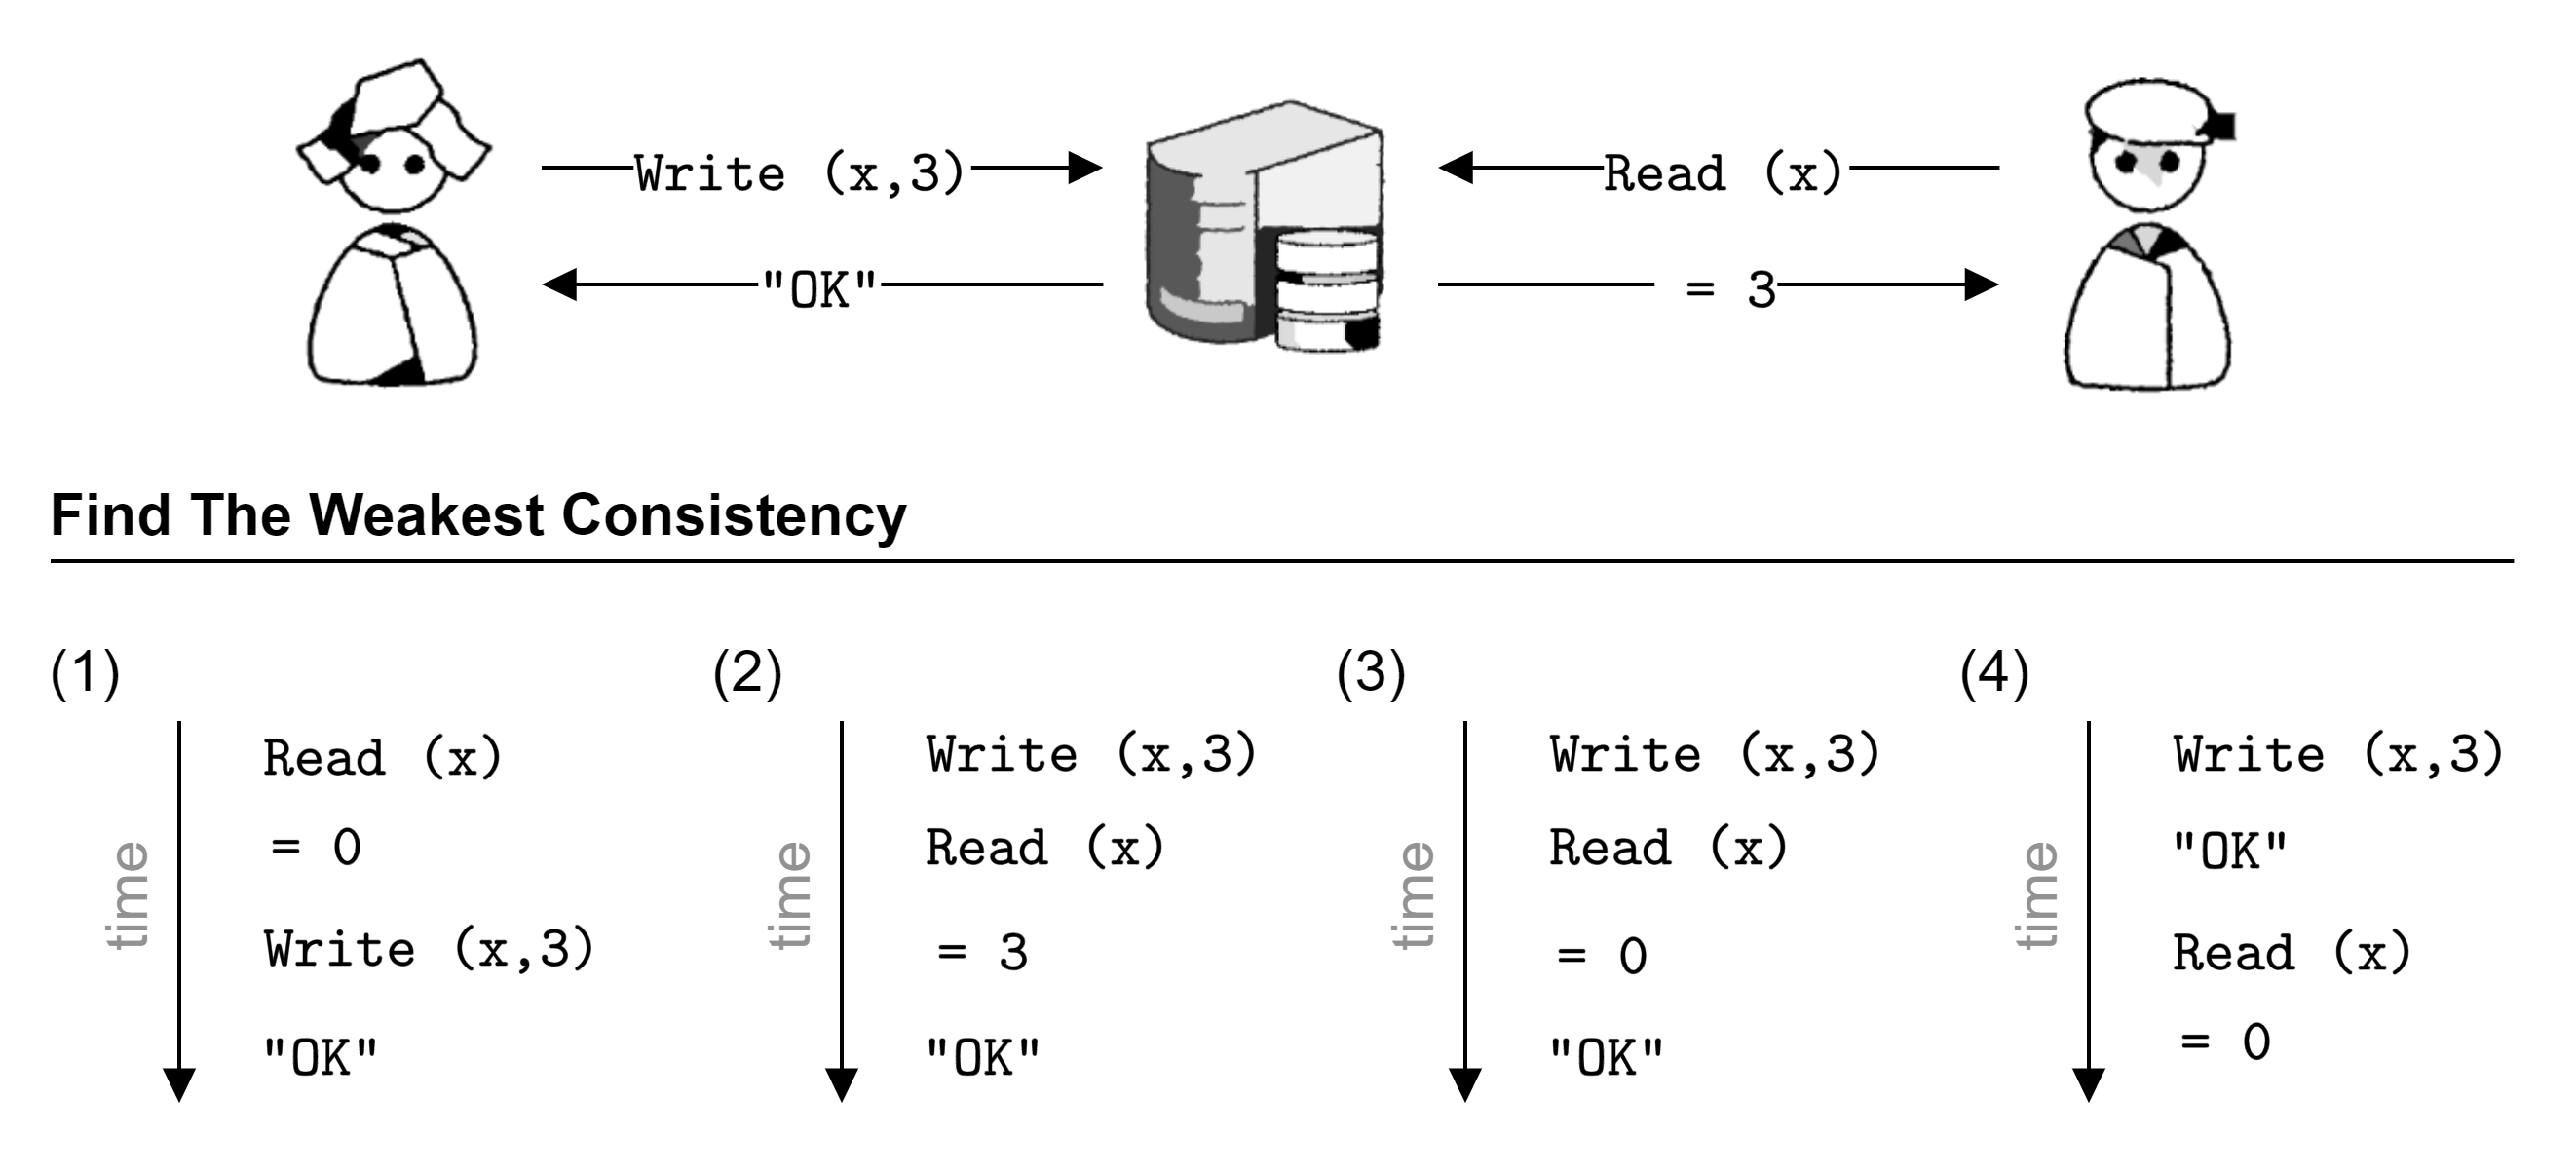 Write (x,3)
Read (x)
"OK"
= 3
Find The Weakest Consistency
(1)
time
Read (x)
= 0
Write (x,3)
"OK"
(2)
time
Write (x,3)
Read (x)
= 3
"OK"
(3)
time
Write (x,3)
Read (x)
= 0
"OK"
(4)
time
Write (x,3)
"OK"
Read (x)
= 0